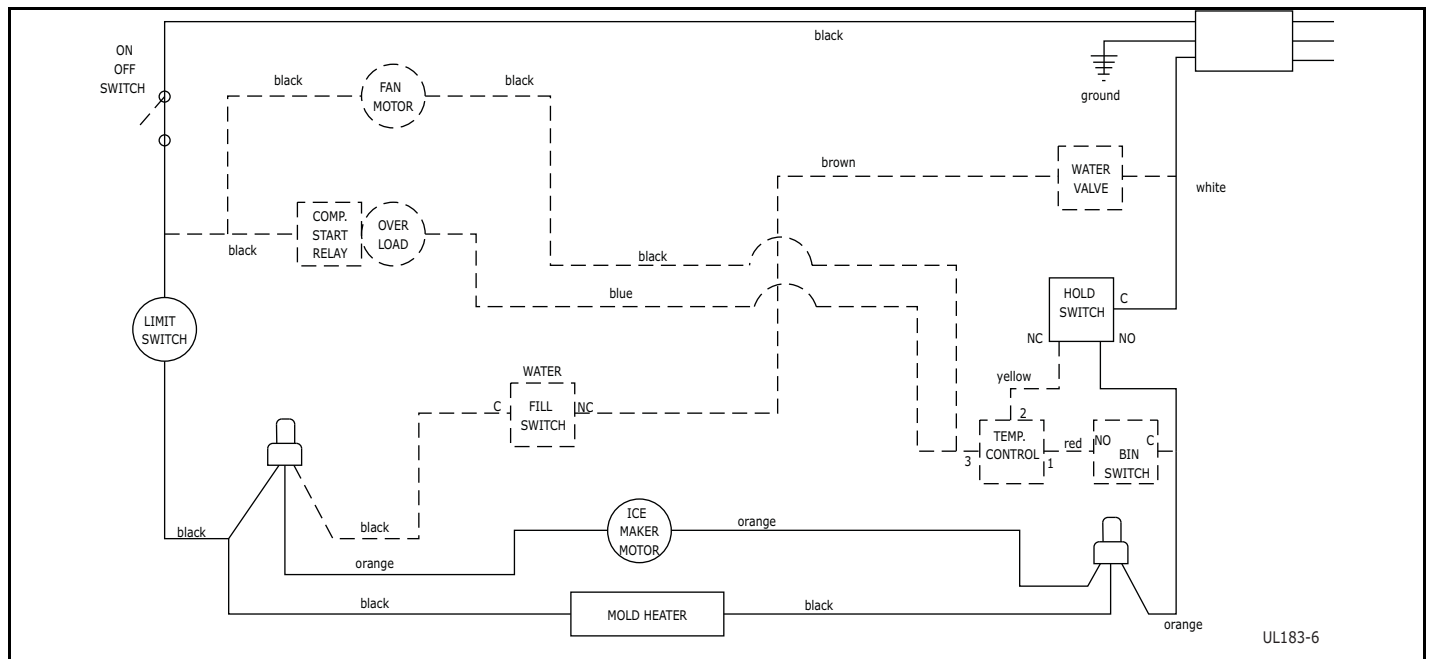 black
ON
OFF
SWITCH
ground
black
FAN
MOTOR
black
brown
WATER
VALVE
white
COMP.
START
RELAY
OVER
LOAD
black
black
blue
HOLD
SWITCH
C
NC
NO
LIMIT
SWITCH
yellow
WATER
C
FILL
SWITCH
NC
2
TEMP.
CONTROL
3
1
red
NO
C
BIN
SWITCH
black
black
ICE
MAKER
MOTOR
orange
orange
black
MOLD HEATER
black
orange
UL183-6